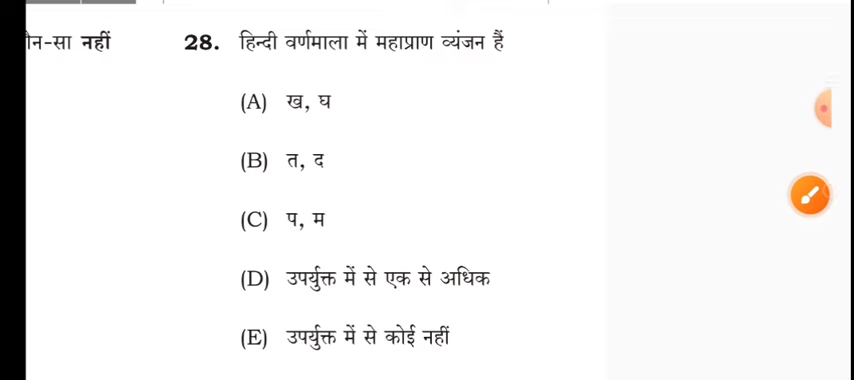 ौन-सा नहीं
28. हिन्दी वर्णमाला में महाप्राण व्यंजन हैं
(A) ख, घ
(B) त, द
(C) प, म
(D) उपर्युक्त में से एक से अधिक
(E) उपर्युक्त में से कोई नहीं